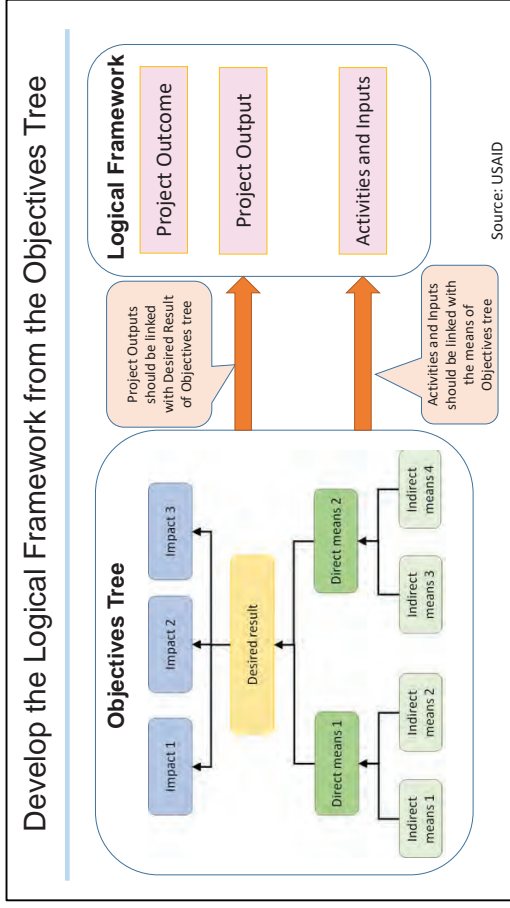 Develop the Logical Framework from the Objectives Tree
Objectives Tree
Impact 1
Impact 2
Impact 3
Desired result
Direct means 1
Direct means 2
Indirect
means 1
Indirect
means 2
Indirect
means 3
Indirect
means 4
Project Outputs
should be linked
with Desired Result
of Objectives tree
Activities and Inputs
should be linked with
the means of
Objectives tree
Logical Framework
Project Outcome
Project Output
Activities and Inputs
Source: USAID